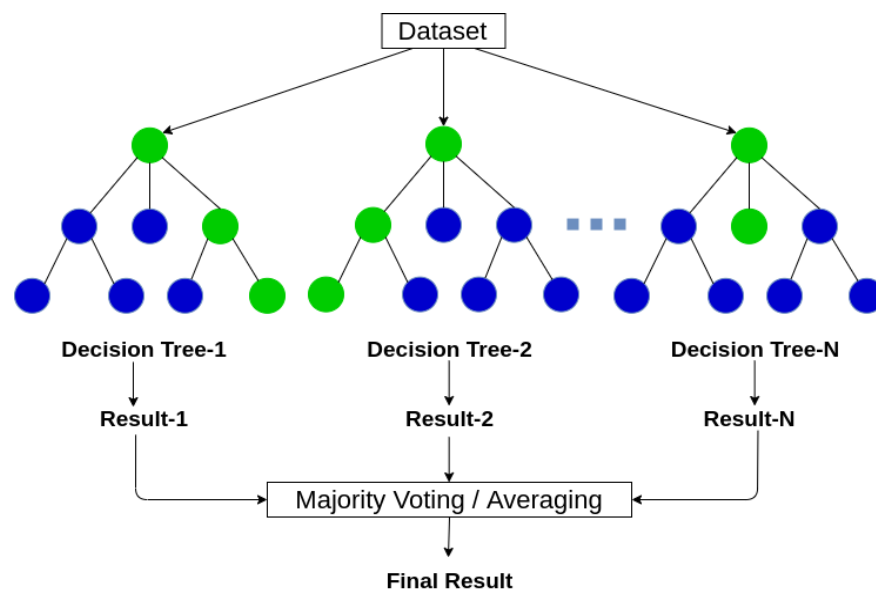 Dataset
Decision Tree-1
Decision Tree-2
Decision Tree-N
Result-1
Result-2
Result-N
Majority Voting / Averaging
Final Result